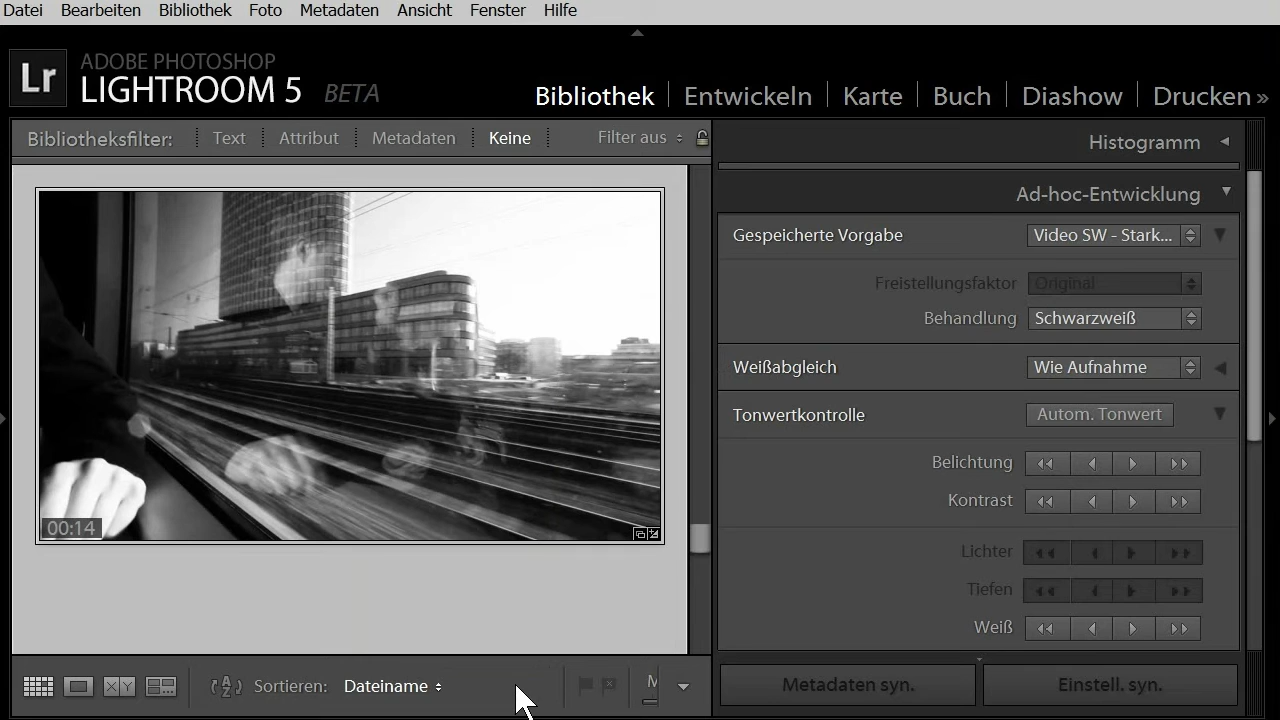 Datei Bearbeiten Bibliothek Foto Metadaten Ansicht Fenster Hilfe
Lr ADOBE PHOTOSHOP
LIGHTROOM 5 BETA
Bibliothek Entwickeln Karte Buch Diashow Drucken »
Bibliotheksfilter: Text Attribut Metadaten Keine Filter aus
Histogramm
Ad-hoc-Entwicklung
Gespeicherte Vorgabe Video SW - Stark...
Freistellungsfaktor Original
Behandlung Schwarzweiß
Weißabgleich Wie Aufnahme
Tonwertkontrolle Autom. Tonwert
Belichtung
Kontrast
Lichter
Tiefen
Weiß
00:14
XY Sortieren: Dateiname
Metadaten syn. Einstell. syn.